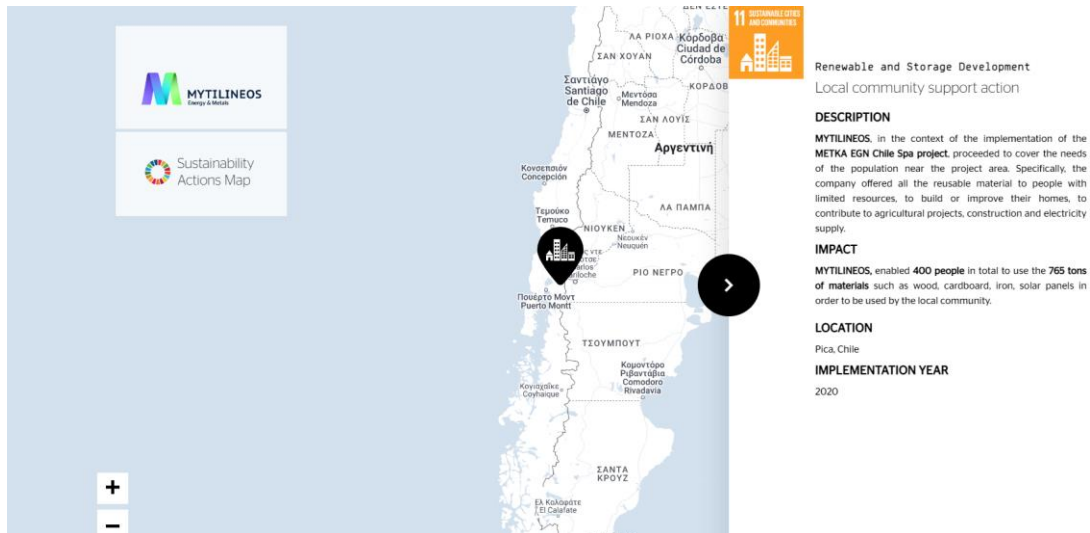 MYTILINEOS
Energy & Metals
Sustainability
Actions Map
ΛΑ ΡΙΟΧΑ
Κόρδοβα
Ciudad de
Córdoba
ΣΑΝ ΧΟΥΑΝ
Σαντιάγο
Santiago
de Chile
Μεντόσα
Mendoza
ΣΑΝ ΛΟΥΙΣ
ΜΕΝΤΟΖΑ
Αργεντινή
Κονσεπσιόν
Concepción
ΛΑ ΠΑΜΠΑ
Τεμούκο
Temuco
ΝΙΟΥΚΕΝ
Νεουκέν
Neuquén
ΡΙΟ ΝΕΓΡΟ
Πουέρτο Μοντ
Puerto Montt
ΤΣΟΥΜΠΟΥΤ
Κομοντόρο
Ριβαντάβια
Comodoro
Rivadavia
Κογιαχαΐκε
Coyhaique
ΣΑΝΤΑ
ΚΡΟΥΖ
Ελ Καλαφάτε
El Calafate
+
−
11 SUSTAINABLE CITIES
AND COMMUNITIES
Renewable and Storage Development
Local community support action
DESCRIPTION
MYTILINEOS, in the context of the implementation of the
METKA EGN Chile Spa project, proceeded to cover the needs
of the population near the project area. Specifically, the
company offered all the reusable material to people with
limited resources, to build or improve their homes, to
contribute to agricultural projects, construction and electricity
supply.
IMPACT
MYTILINEOS, enabled 400 people in total to use the 765 tons
of materials such as wood, cardboard, iron, solar panels in
order to be used by the local community.
LOCATION
Pica, Chile
IMPLEMENTATION YEAR
2020